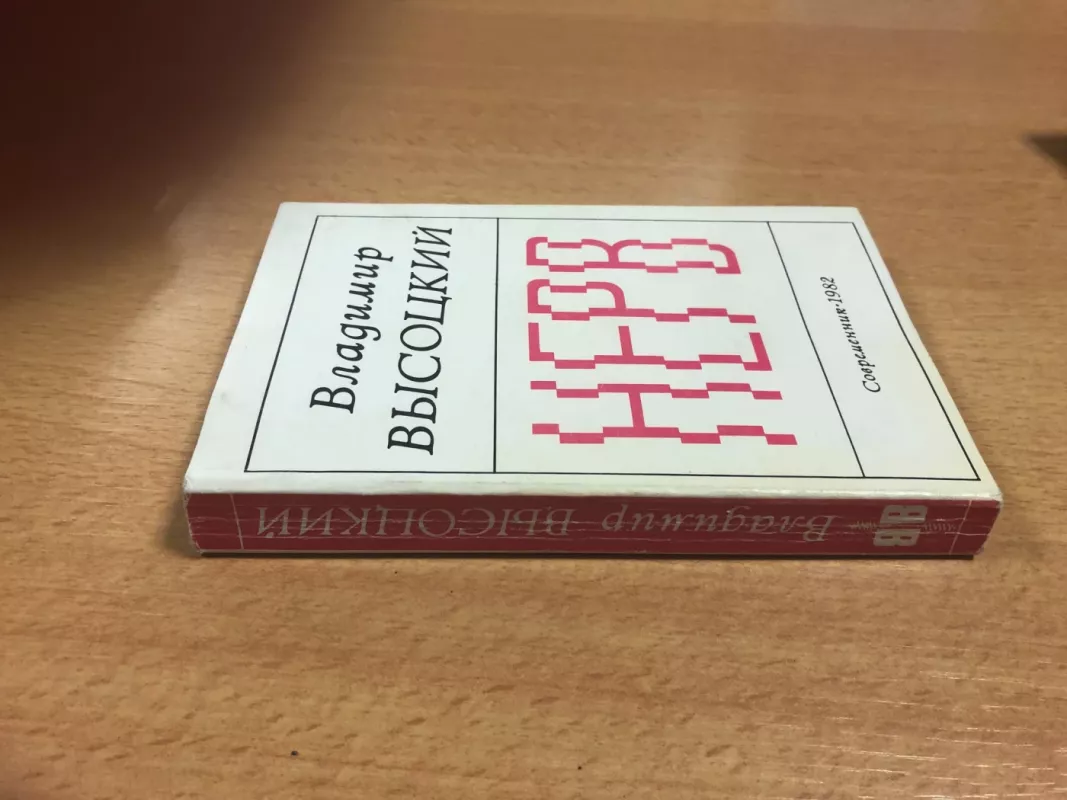 Владимир
ВЫСОЦКИЙ
НЕРВ
Современник·1982
Владимир ВЫСОЦКИЙ